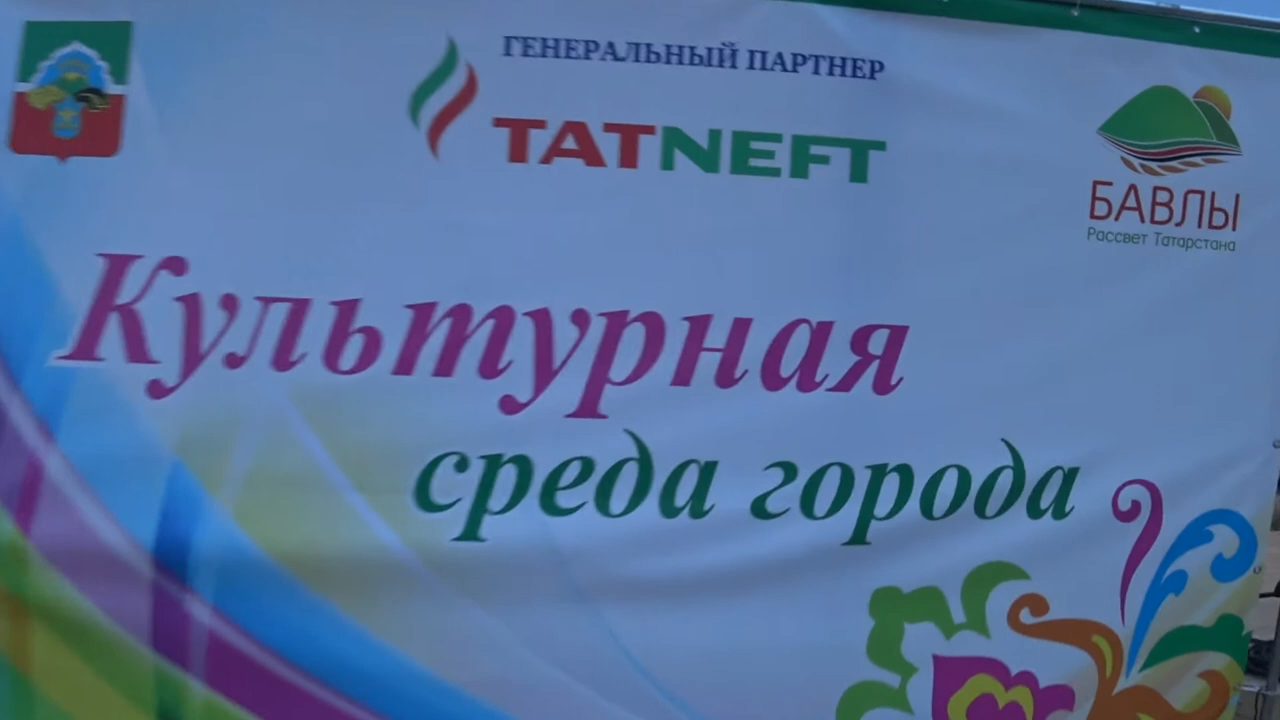 ГЕНЕРАЛЬНЫЙ ПАРТНЕР
TATNEFT
БАВЛЫ
Рассвет Татарстана
Культурная
среда города